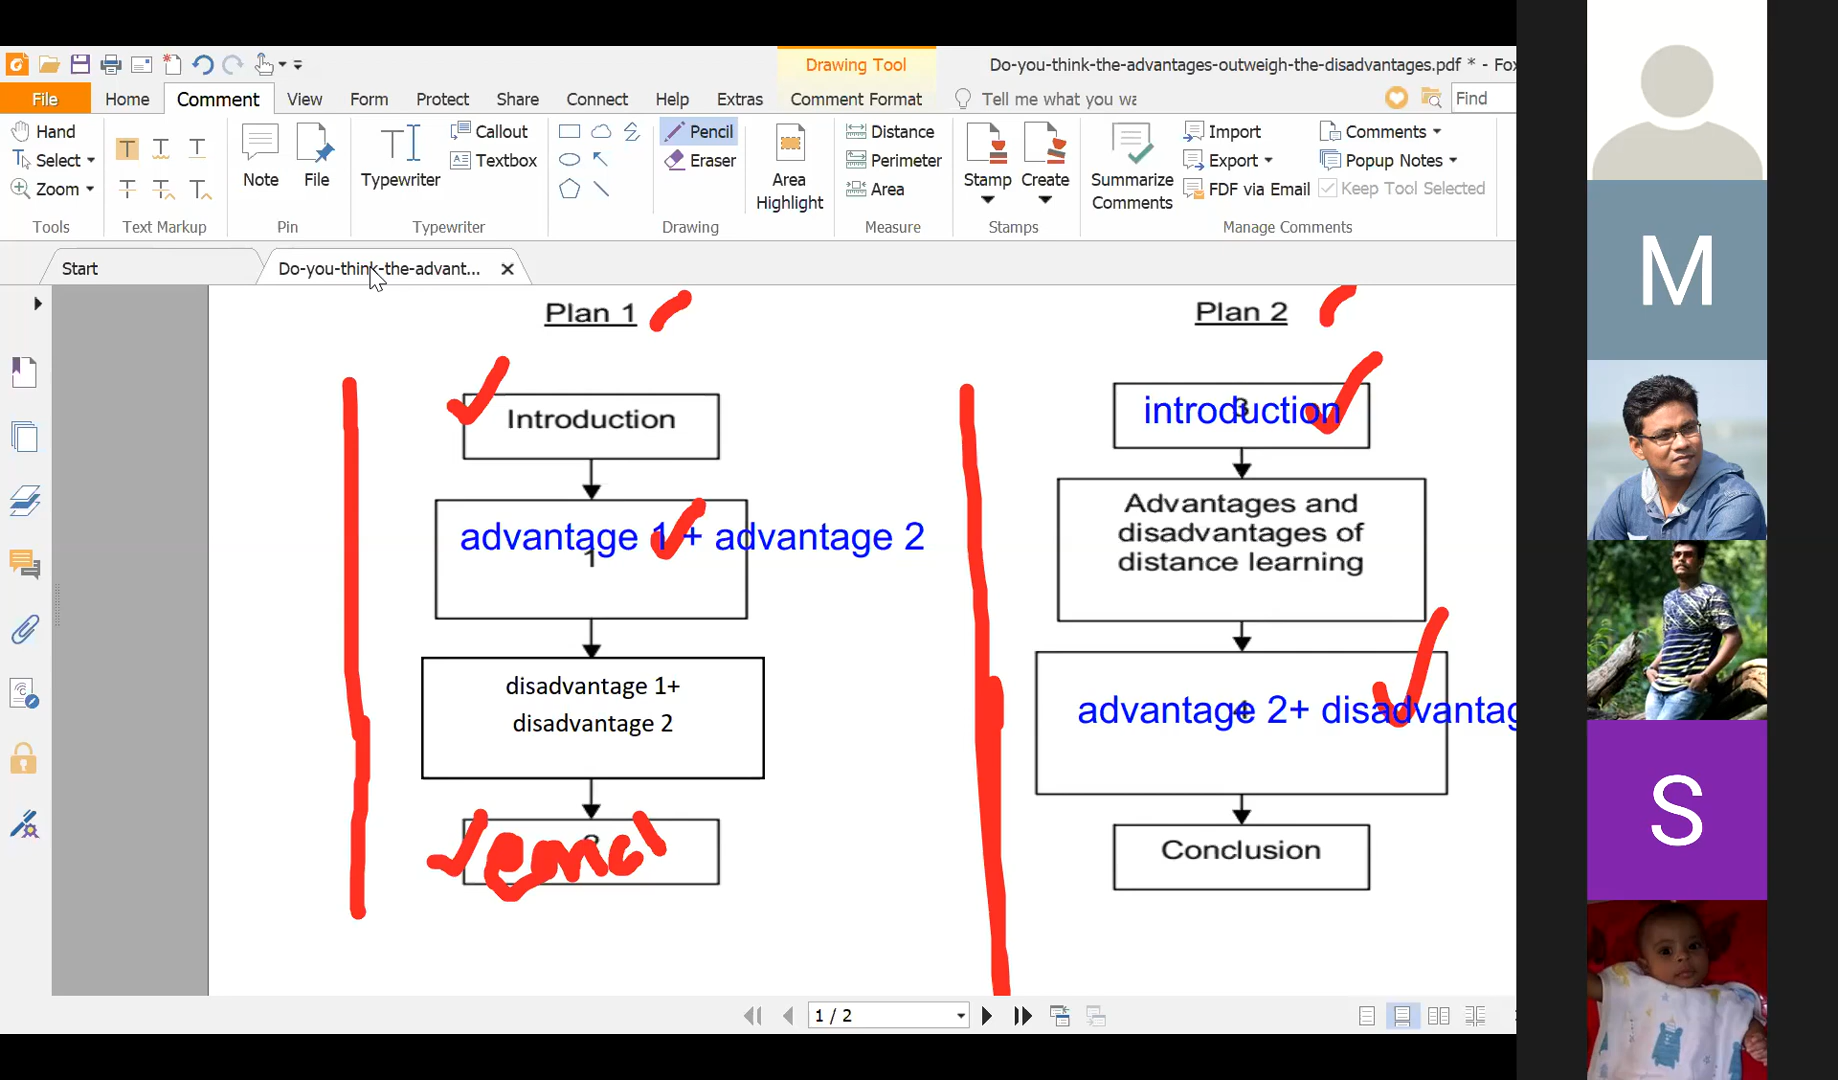 Drawing Tool
Do-you-think-the-advantages-outweigh-the-disadvantages.pdf * - Fox
File
Home
Comment
View
Form
Protect
Share
Connect
Help
Extras
Comment Format
Tell me what you wa
Find
Hand
Select
Zoom
Tools
Text Markup
Note
File
Pin
Typewriter
Callout
Textbox
Typewriter
Pencil
Eraser
Drawing
Area
Highlight
Distance
Perimeter
Area
Measure
Stamp
Create
Stamps
Summarize
Comments
Import
Export
FDF via Email
Comments
Popup Notes
Keep Tool Selected
Manage Comments
Start
Do-you-think-the-advant...
Plan 1
Introduction
advantage 1 + advantage 2
1
disadvantage 1+
disadvantage 2
Plan 2
introduction
3
Advantages and
disadvantages of
distance learning
advantage 2+ disadvantag
4
Conclusion
1 / 2
M
S